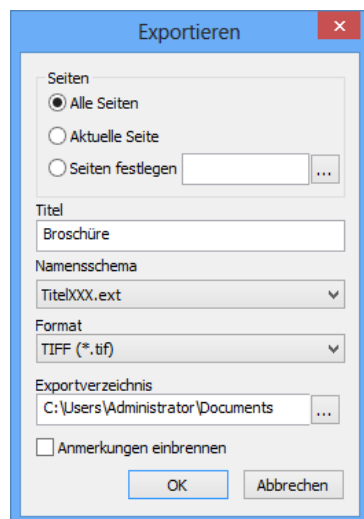 Exportieren
Seiten
Alle Seiten
Aktuelle Seite
Seiten festlegen ...
Titel
Broschüre
Namensschema
TitelXXX.ext
Format
TIFF (*.tif)
Exportverzeichnis
C:\Users\Administrator\Documents ...
Anmerkungen einbrennen
OK Abbrechen